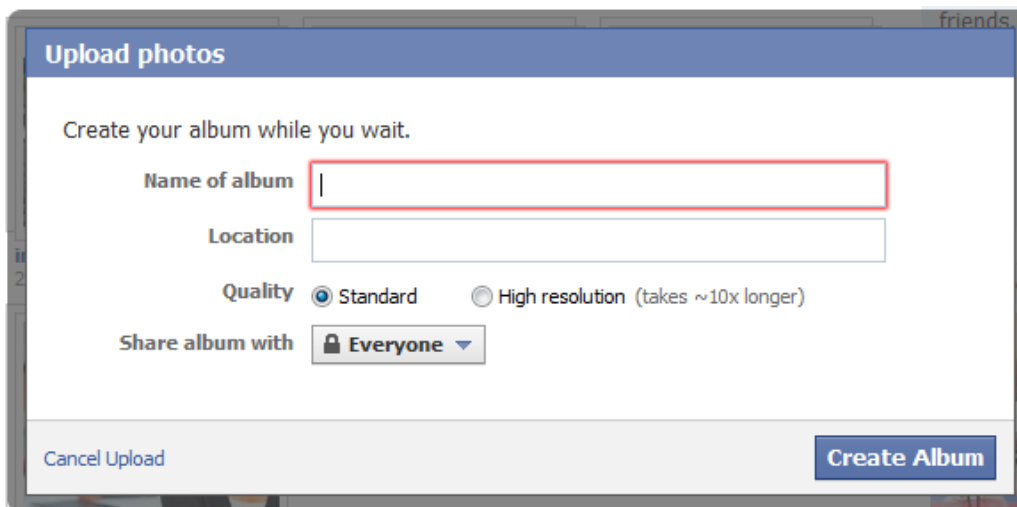 friends.
Upload photos
Create your album while you wait.
Name of album
Location
Quality Standard High resolution (takes ~10x longer)
Share album with Everyone
Cancel Upload Create Album